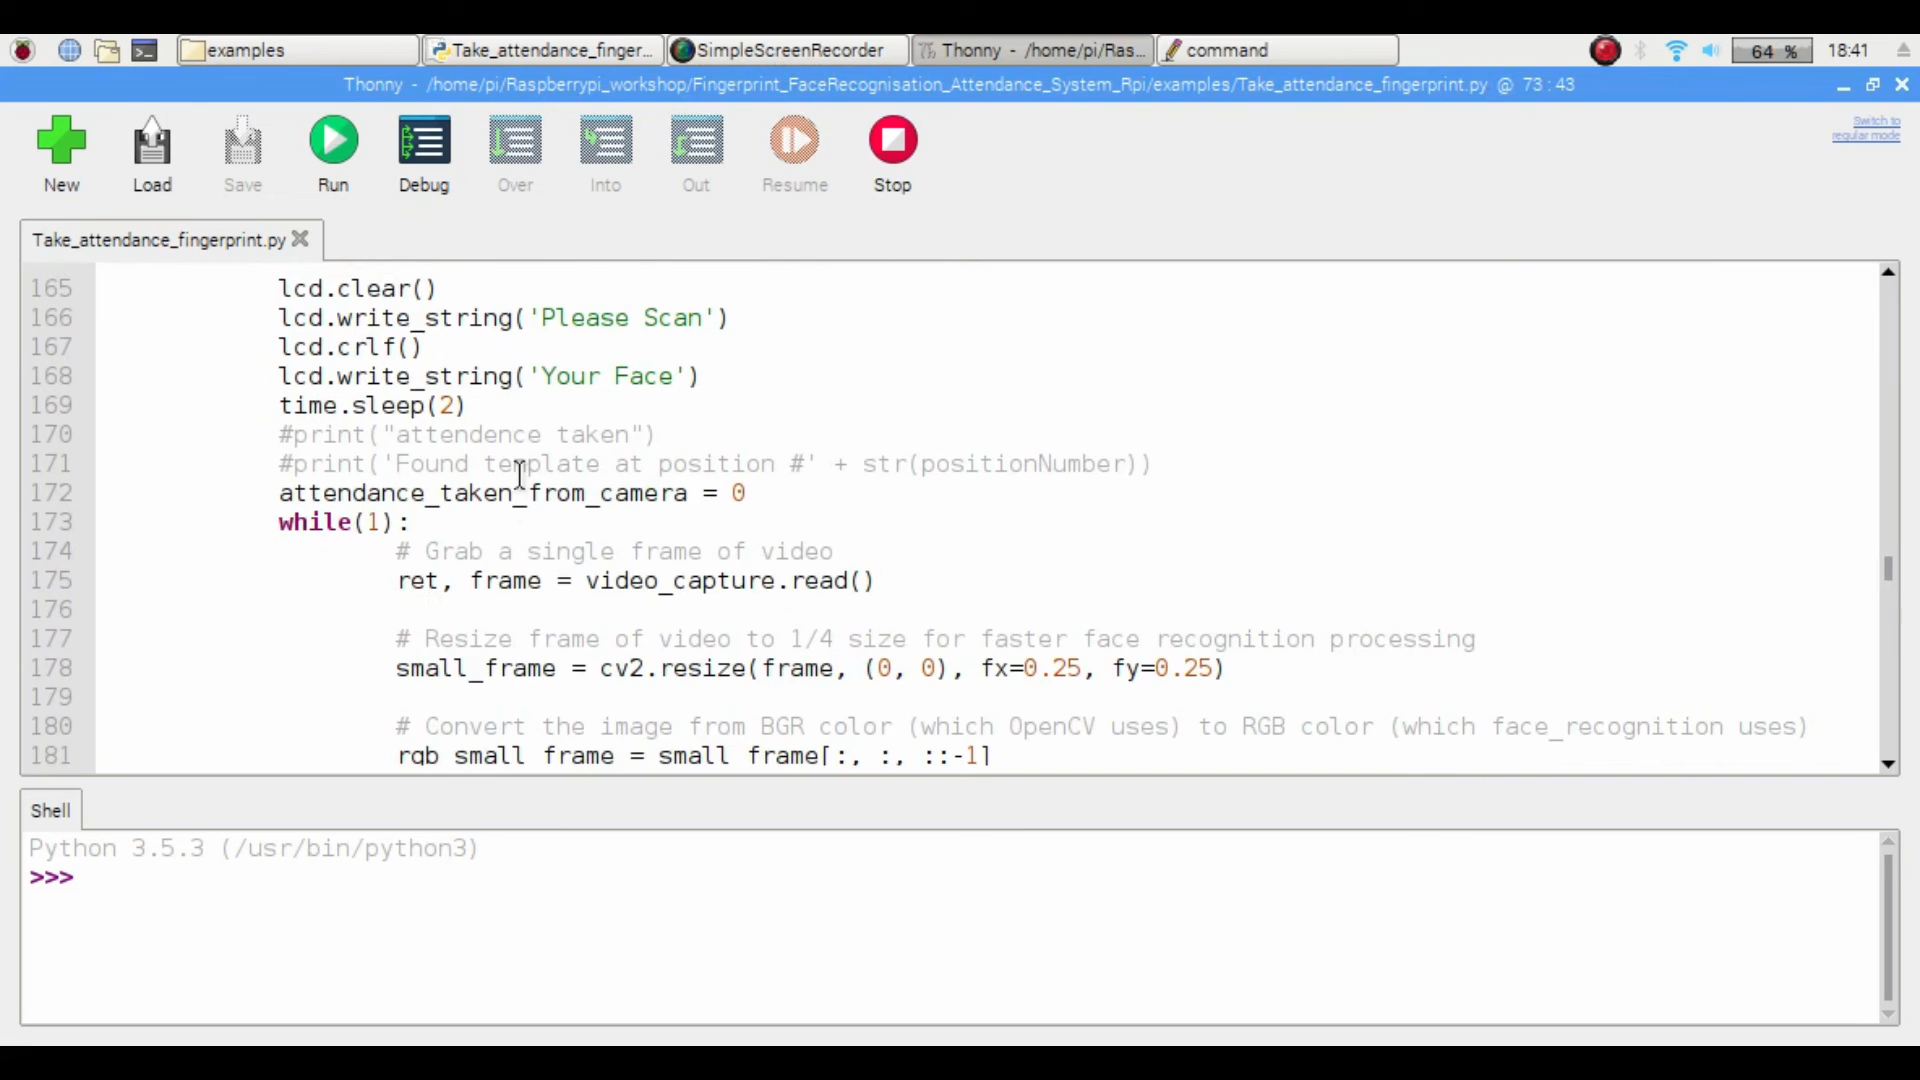 examples
Take_attendance_finger...
SimpleScreenRecorder
Thonny - /home/pi/Ras...
command
64 %
18:41
Thonny - /home/pi/Raspberrypi_workshop/Fingerprint_FaceRecognisation_Attendance_System_Rpi/examples/Take_attendance_fingerprint.py @ 73 : 43
Switch to
regular mode
New
Load
Save
Run
Debug
Over
Into
Out
Resume
Stop
Take_attendance_fingerprint.py
165 lcd.clear()
166 lcd.write_string('Please Scan')
167 lcd.crlf()
168 lcd.write_string('Your Face')
169 time.sleep(2)
170 #print("attendence taken")
171 #print('Found template at position #' + str(positionNumber))
172 attendance_taken_from_camera = 0
173 while(1):
174 # Grab a single frame of video
175 ret, frame = video_capture.read()
176
177 # Resize frame of video to 1/4 size for faster face recognition processing
178 small_frame = cv2.resize(frame, (0, 0), fx=0.25, fy=0.25)
179
180 # Convert the image from BGR color (which OpenCV uses) to RGB color (which face_recognition uses)
181 rgb_small_frame = small_frame[:, :, ::-1]
Shell
Python 3.5.3 (/usr/bin/python3)
>>>